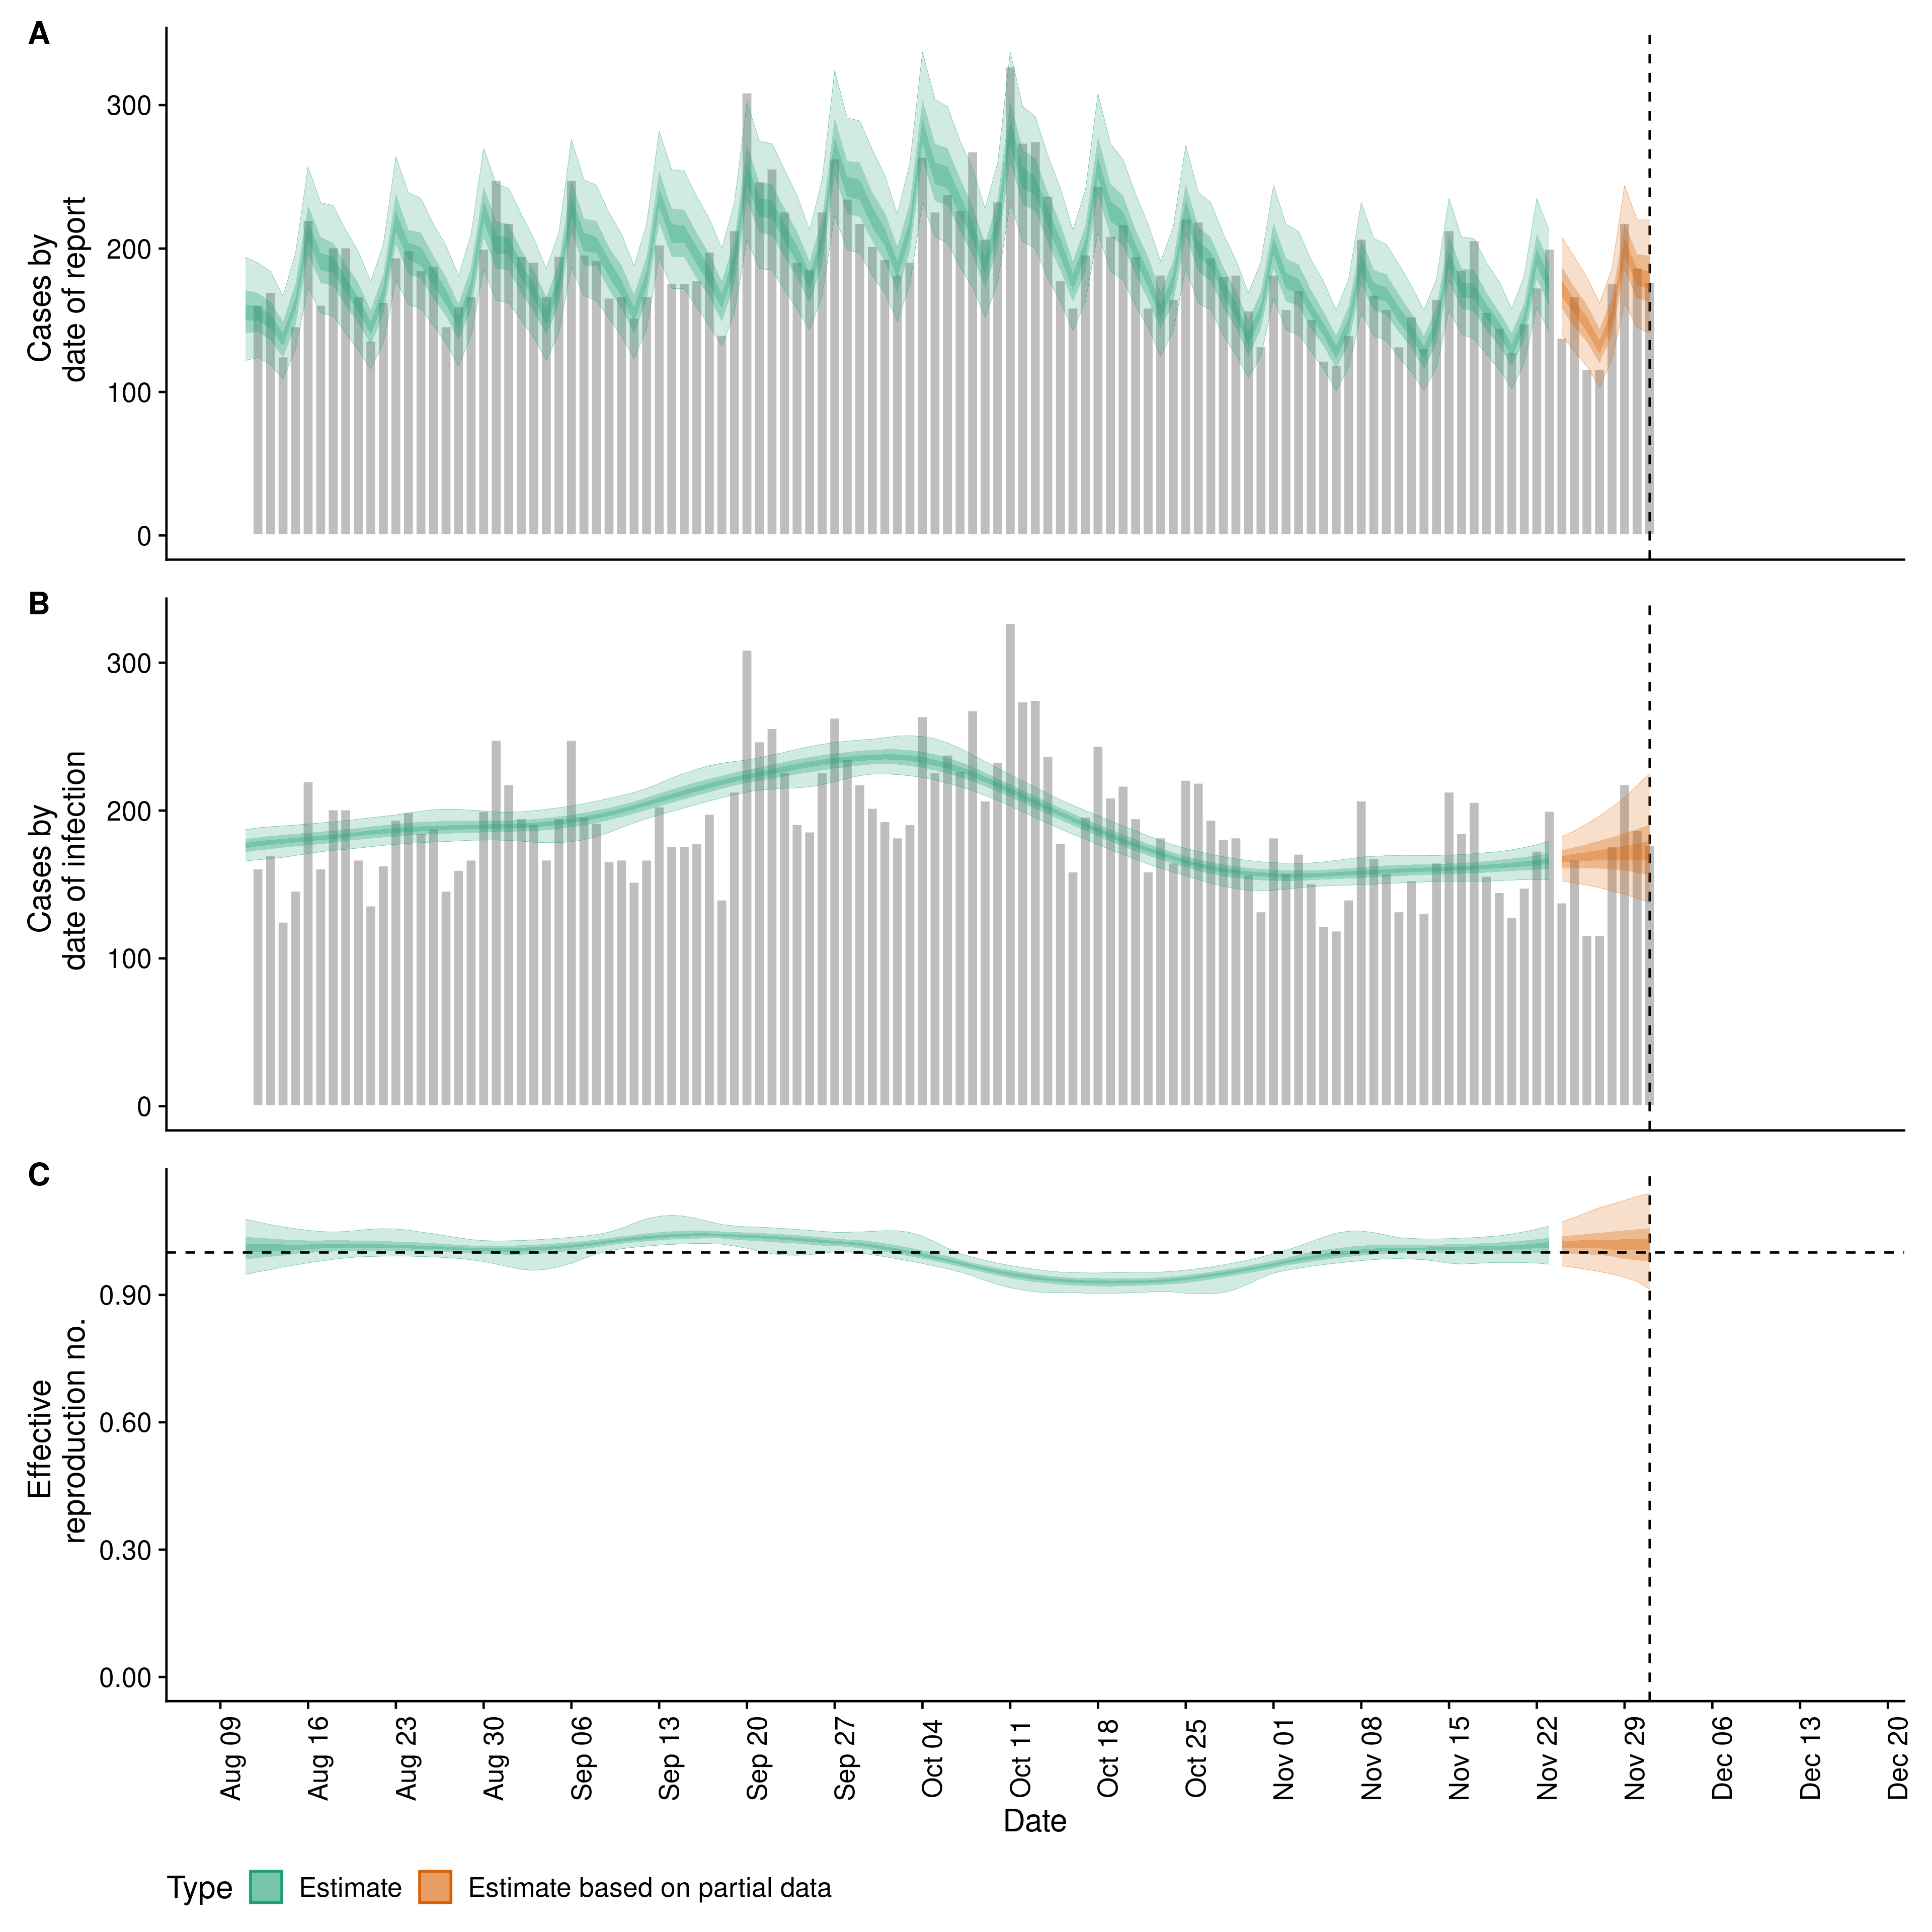 A
300
200
100
0
Cases by
date of report
B
300
200
100
0
Cases by
date of infection
C
0.90
0.60
0.30
0.00
Effective
reproduction no.
Aug 09
Aug 16
Aug 23
Aug 30
Sep 06
Sep 13
Sep 20
Sep 27
Oct 04
Oct 11
Oct 18
Oct 25
Nov 01
Nov 08
Nov 15
Nov 22
Nov 29
Dec 06
Dec 13
Dec 20
Date
Type Estimate Estimate based on partial data